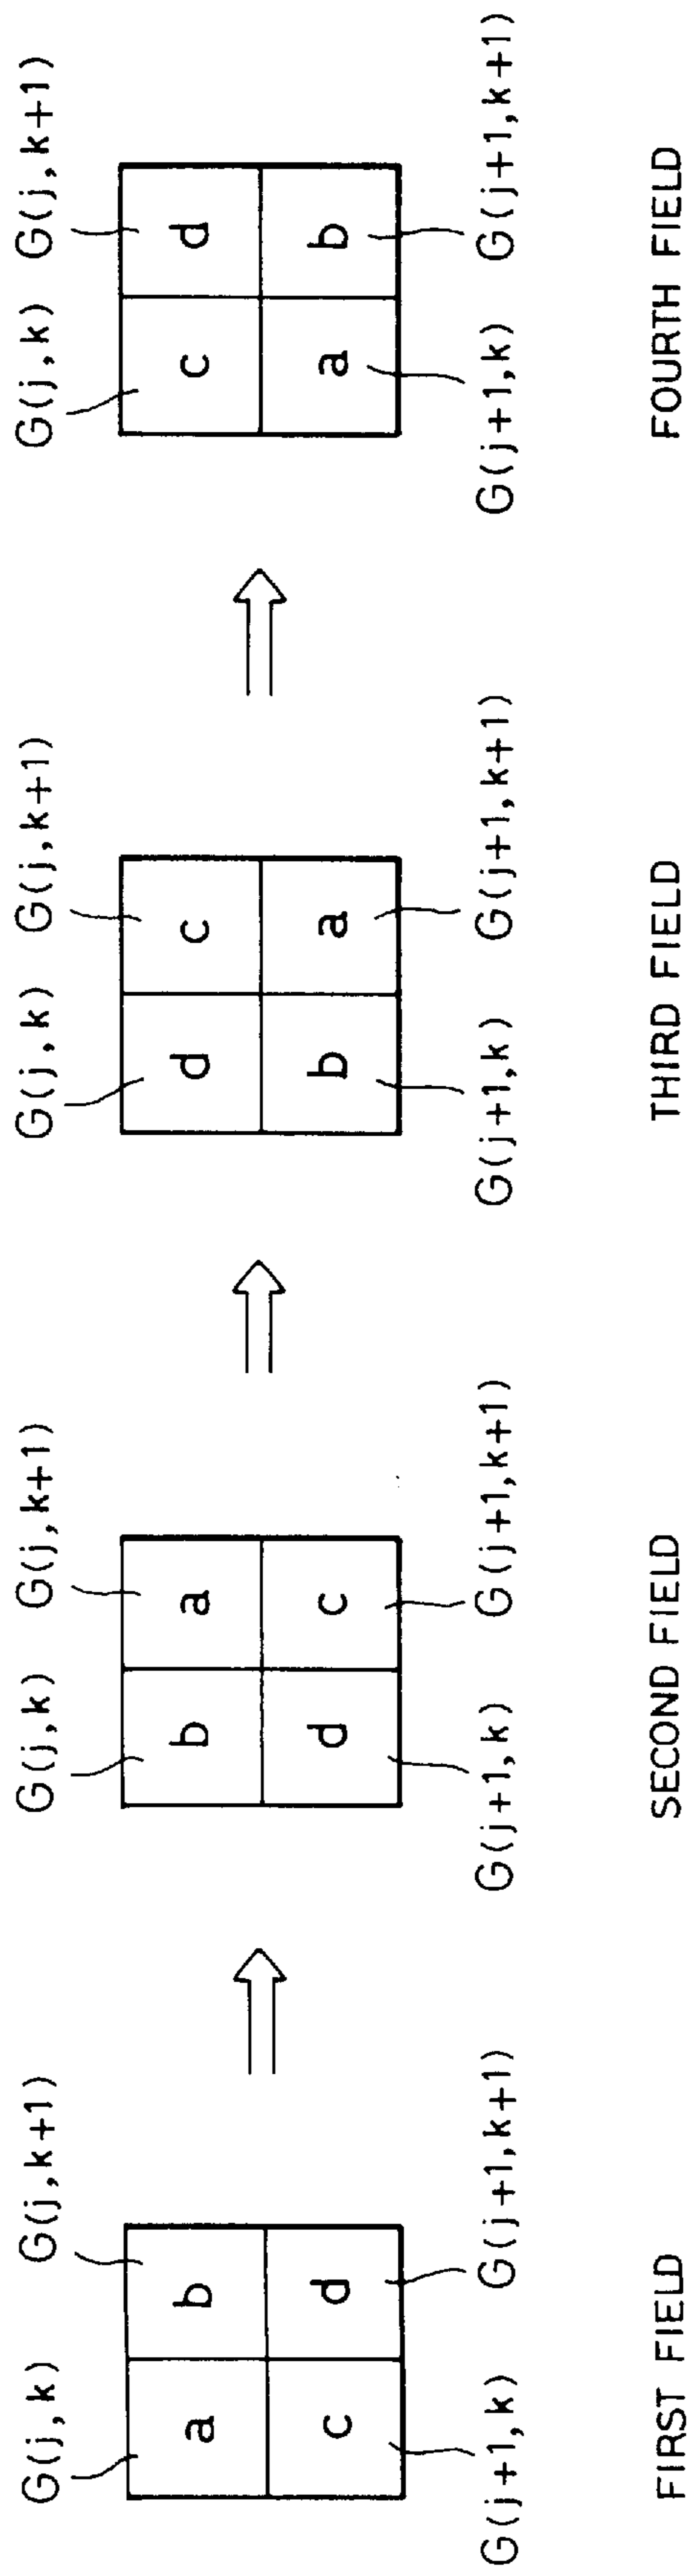 G(j,k) G(j,k+1)
a b
c d
G(j+1,k) G(j+1,k+1)
FIRST FIELD
G(j,k) G(j,k+1)
b a
d c
G(j+1,k) G(j+1,k+1)
SECOND FIELD
G(j,k) G(j,k+1)
d c
b a
G(j+1,k) G(j+1,k+1)
THIRD FIELD
G(j,k) G(j,k+1)
c d
a b
G(j+1,k) G(j+1,k+1)
FOURTH FIELD